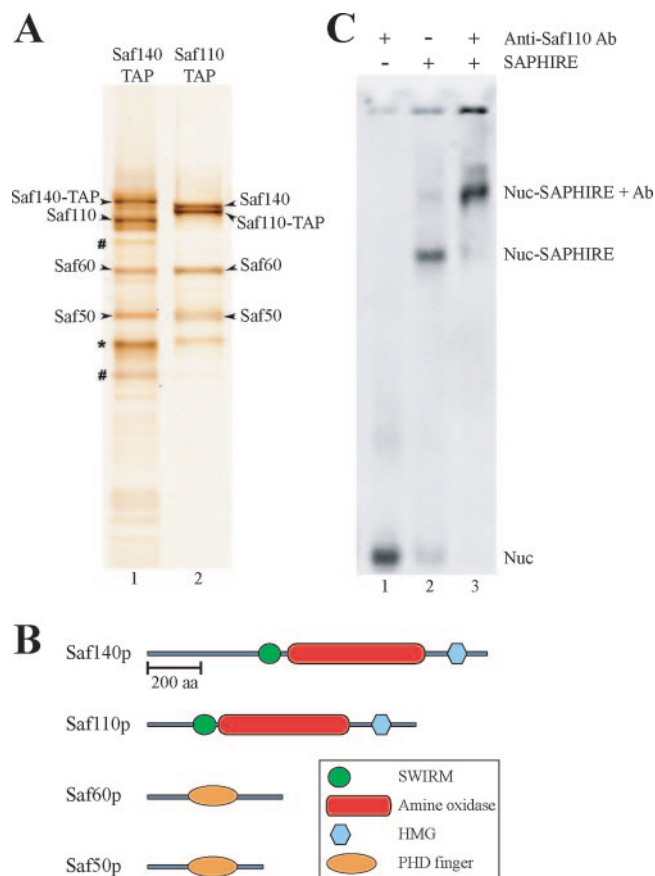 A
Saf140 Saf110
TAP TAP
Saf140-TAP
Saf110
#
Saf60
Saf50
*
#
Saf140
Saf110-TAP
Saf60
Saf50
1 2
C
+ - + Anti-Saf110 Ab
- + + SAPHIRE
Nuc-SAPHIRE + Ab
Nuc-SAPHIRE
Nuc
1 2 3
B
Saf140p
200 aa
Saf110p
Saf60p
Saf50p
SWIRM
Amine oxidase
HMG
PHD finger